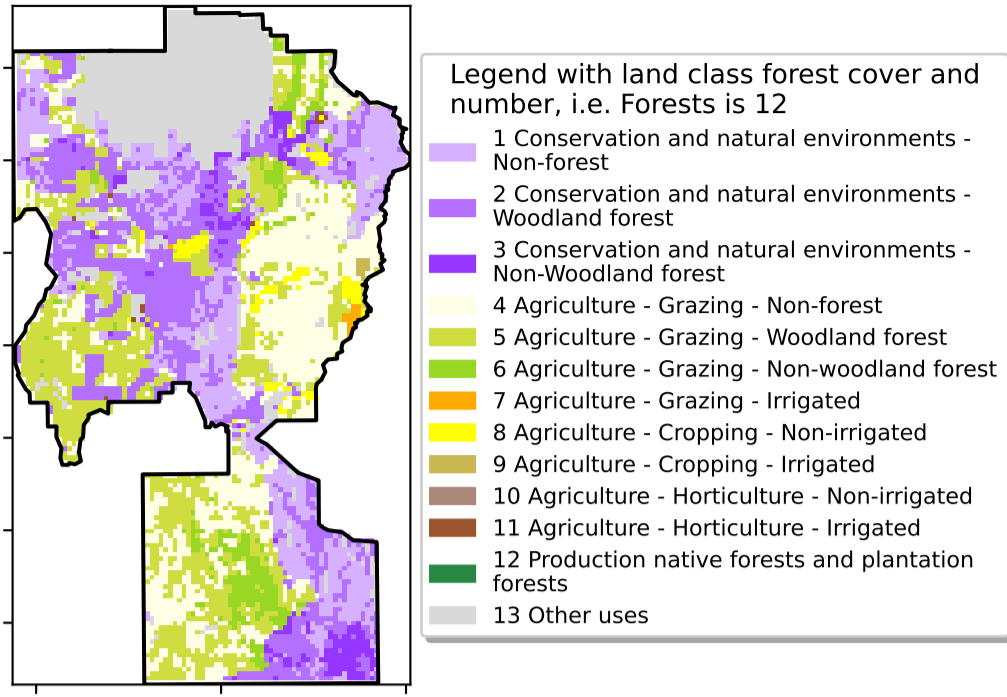 Legend with land class forest cover and
number, i.e. Forests is 12
1 Conservation and natural environments -
Non-forest
2 Conservation and natural environments -
Woodland forest
3 Conservation and natural environments -
Non-Woodland forest
4 Agriculture - Grazing - Non-forest
5 Agriculture - Grazing - Woodland forest
6 Agriculture - Grazing - Non-woodland forest
7 Agriculture - Grazing - Irrigated
8 Agriculture - Cropping - Non-irrigated
9 Agriculture - Cropping - Irrigated
10 Agriculture - Horticulture - Non-irrigated
11 Agriculture - Horticulture - Irrigated
12 Production native forests and plantation
forests
13 Other uses